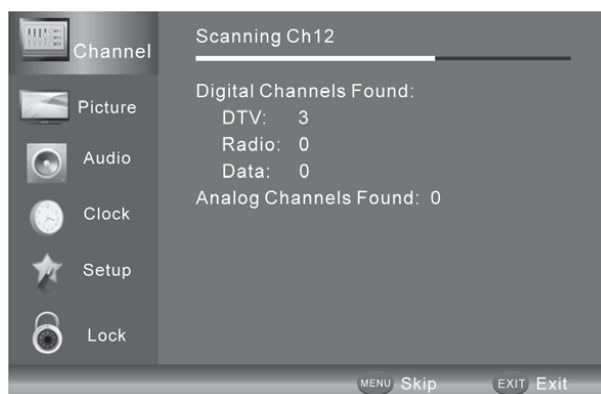 Channel
Picture
Audio
Clock
Setup
Lock
Scanning Ch12
Digital Channels Found:
DTV: 3
Radio: 0
Data: 0
Analog Channels Found: 0
MENU Skip EXIT Exit